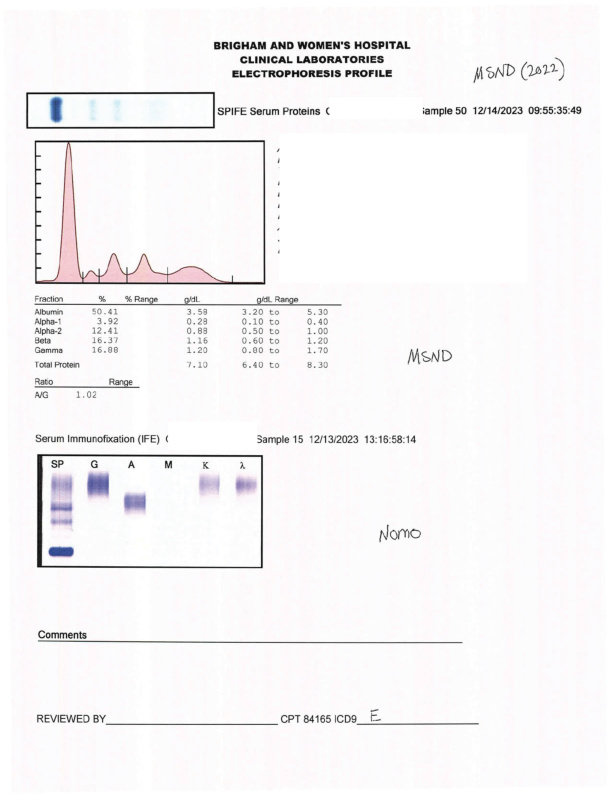 BRIGHAM AND WOMEN'S HOSPITAL
CLINICAL LABORATORIES
ELECTROPHORESIS PROFILE
MSND (2022)
SPIFE Serum Proteins ( Sample 50 12/14/2023 09:55:35:49
Fraction % % Range g/dL g/dL Range
Albumin 50.41 3.58 3.20 to 5.30
Alpha-1 3.92 0.28 0.10 to 0.40
Alpha-2 12.41 0.88 0.50 to 1.00
Beta 16.37 1.16 0.60 to 1.20
Gamma 16.88 1.20 0.80 to 1.70
Total Protein 7.10 6.40 to 8.30
MSND
Ratio Range
A/G 1.02
Serum Immunofixation (IFE) ( Sample 15 12/13/2023 13:16:58:14
SP G A M K λ
Nomo
Comments
REVIEWED BY CPT 84165 ICD9 E